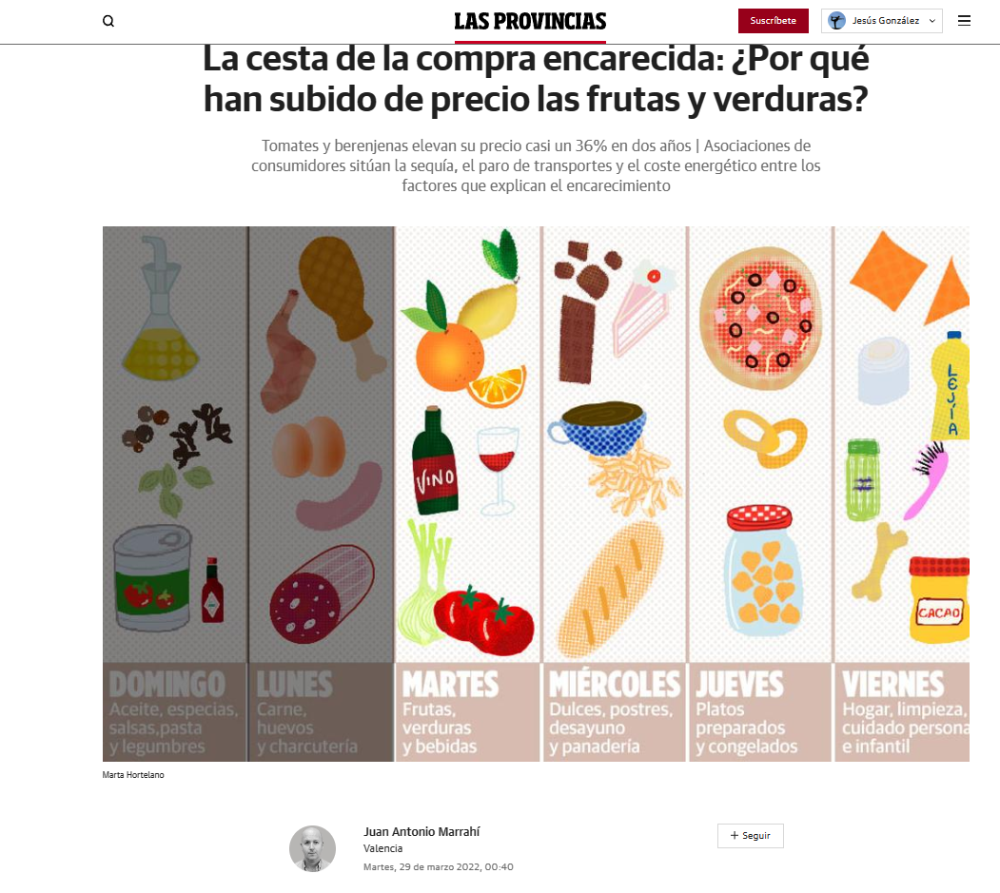 LAS PROVINCIAS
Suscríbete
Jesús González
La cesta de la compra encarecida: ¿Por qué
han subido de precio las frutas y verduras?
Tomates y berenjenas elevan su precio casi un 36% en dos años | Asociaciones de
consumidores sitúan la sequía, el paro de transportes y el coste energético entre los
factores que explican el encarecimiento
LEJÍA
VINO
CACAO
DOMINGO
Aceite, especias,
salsas,pasta
y legumbres
LUNES
Carne,
huevos
y charcutería
MARTES
Frutas,
verduras
y bebidas
MIÉRCOLES
Dulces, postres,
desayuno
y panadería
JUEVES
Platos
preparados
y congelados
VIERNES
Hogar, limpieza,
cuidado persona
e infantil
Marta Hortelano
Juan Antonio Marrahí
Valencia
+ Seguir
Martes, 29 de marzo 2022, 00:40